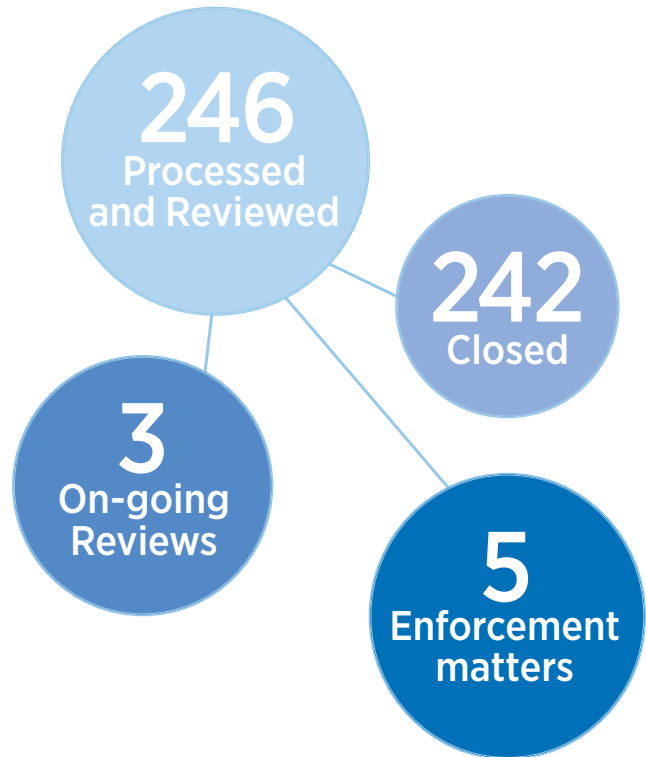 246
Processed
and Reviewed
242
Closed
3
On-going
Reviews
5
Enforcement
matters